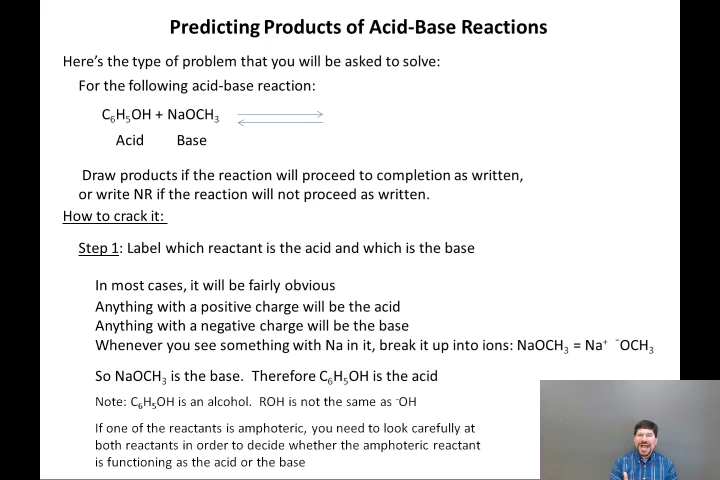 Predicting Products of Acid-Base Reactions
Here's the type of problem that you will be asked to solve:
For the following acid-base reaction:
C₆H₅OH + NaOCH₃
Acid Base
Draw products if the reaction will proceed to completion as written,
or write NR if the reaction will not proceed as written.
How to crack it:
Step 1: Label which reactant is the acid and which is the base
In most cases, it will be fairly obvious
Anything with a positive charge will be the acid
Anything with a negative charge will be the base
Whenever you see something with Na in it, break it up into ions: NaOCH₃ = Na⁺ ⁻OCH₃
So NaOCH₃ is the base. Therefore C₆H₅OH is the acid
Note: C₆H₅OH is an alcohol. ROH is not the same as ⁻OH
If one of the reactants is amphoteric, you need to look carefully at
both reactants in order to decide whether the amphoteric reactant
is functioning as the acid or the base